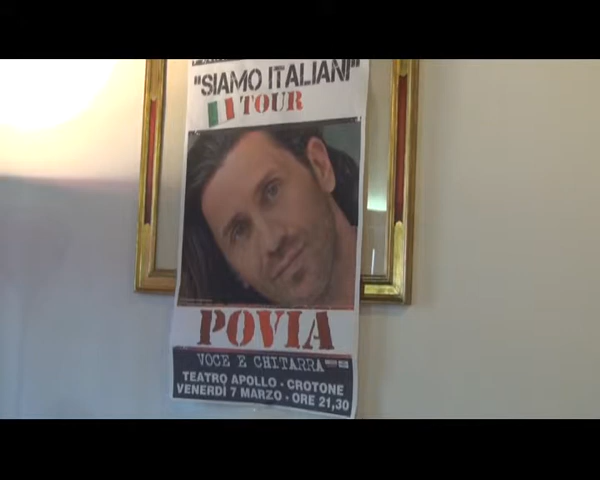 "SIAMO ITALIANI"
TOUR
POVIA
VOCE E CHITARRA
TEATRO APOLLO - CROTONE
VENERDÌ 7 MARZO - ORE 21,30